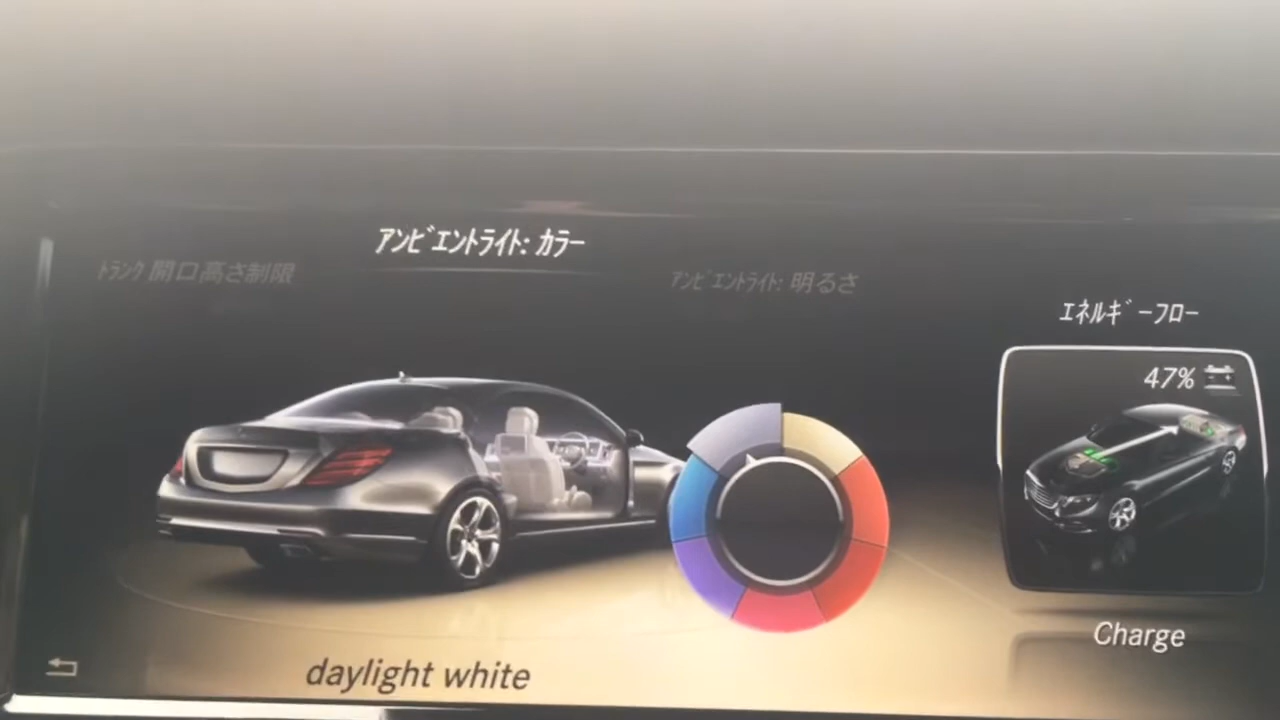 アンビエントライト: カラー
トランク 開口高さ制限
アンビエントライト: 明るさ
エネルギーフロー
47%
Charge
daylight white